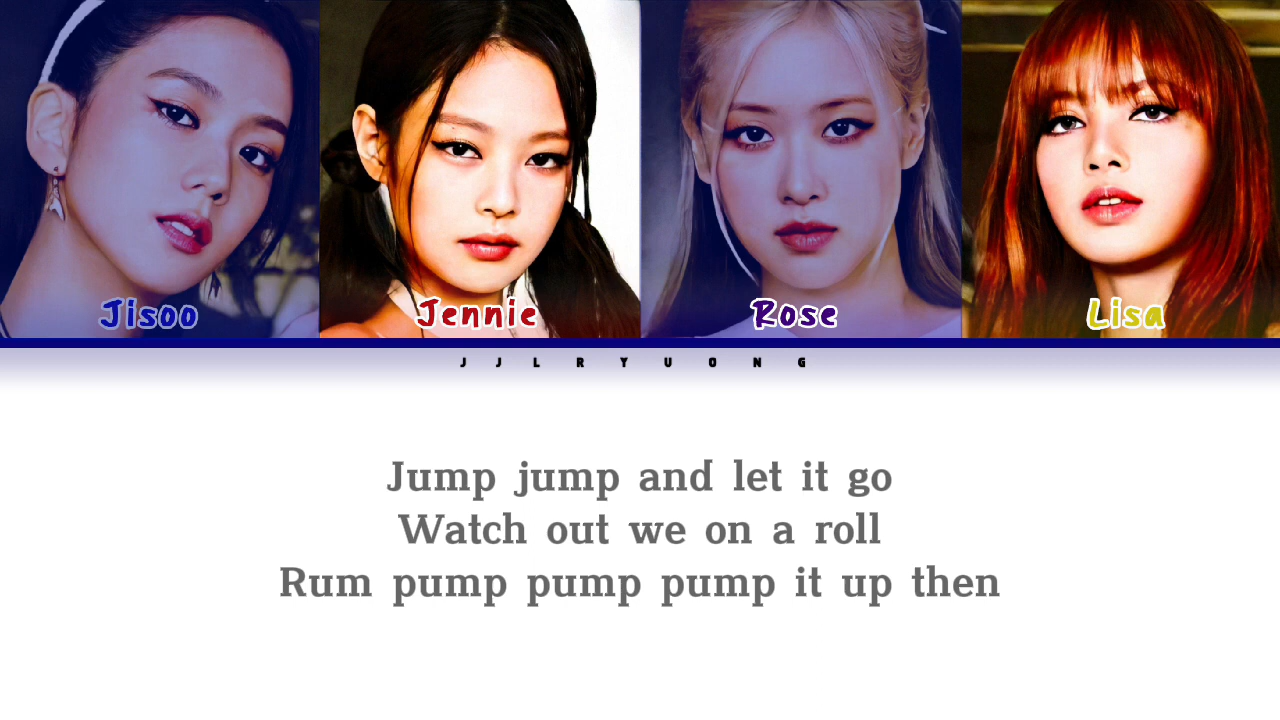 Jisoo Jennie Rose Lisa
JJLRYUONG
Jump jump and let it go
Watch out we on a roll
Rum pump pump pump it up then